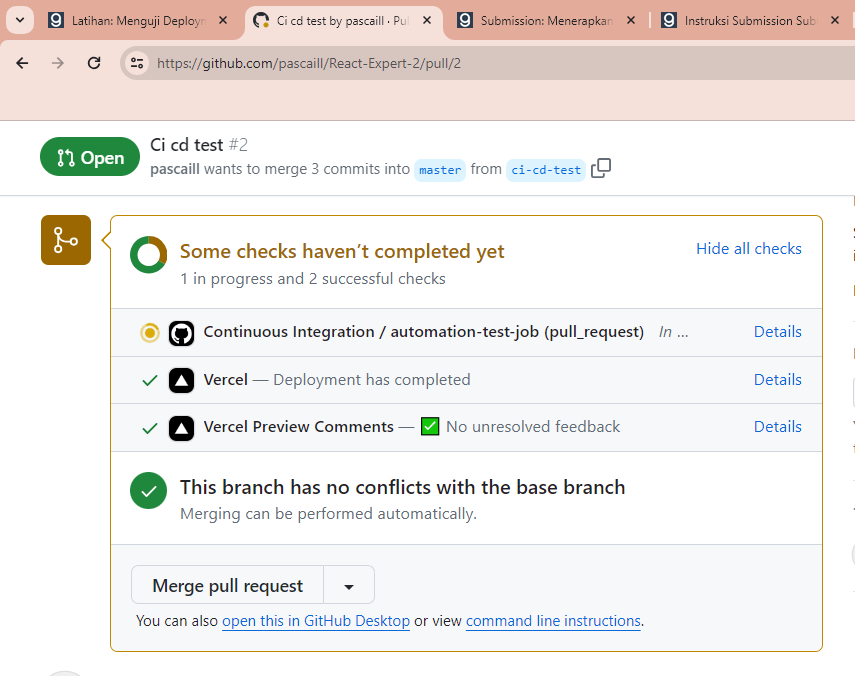 Latihan: Menguji Deployn
Ci cd test by pascaill · Pul
Submission: Menerapkan
Instruksi Submission Sub
https://github.com/pascaill/React-Expert-2/pull/2
Open
Ci cd test #2
pascaill wants to merge 3 commits into master from ci-cd-test
Some checks haven’t completed yet
Hide all checks
1 in progress and 2 successful checks
Continuous Integration / automation-test-job (pull_request) In ... Details
Vercel — Deployment has completed Details
Vercel Preview Comments — ✅ No unresolved feedback Details
This branch has no conflicts with the base branch
Merging can be performed automatically.
Merge pull request
You can also open this in GitHub Desktop or view command line instructions.